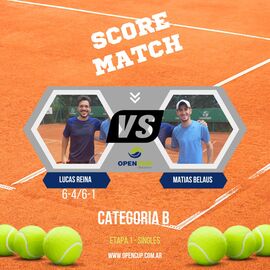 SCORE
MATCH
VS
OPENCUP
LUCAS REINA
MATIAS BELAUS
6-4/6-1
CATEGORIA B
ETAPA 1 - SINGLES
WWW.OPENCUP.COM.AR